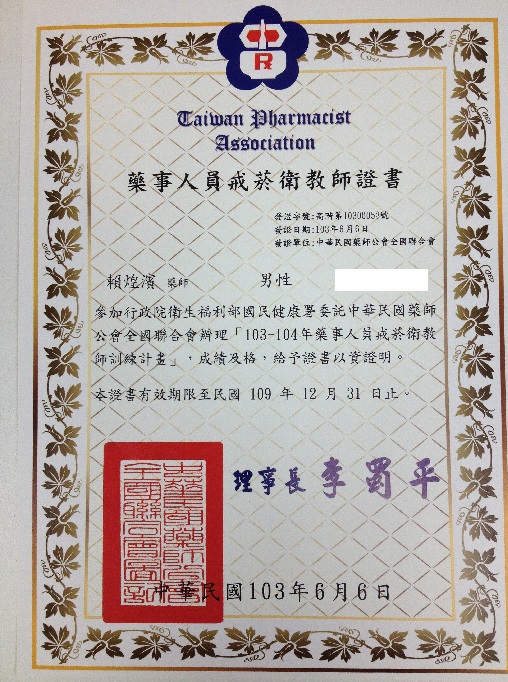 Taiwan Pharmacist
Association
藥事人員戒菸衛教師證書
發證日期:103年6月6日
發證單位:中華民國藥師公會全國聯合會
賴煌濱 藥師 男性
參加行政院衛生福利部國民健康署委託中華民國藥師
公會全國聯合會辦理「103-104年藥事人員戒菸衛教
師訓練計畫」，成績及格，給予證書以資證明。
本證書有效期限至民國 109 年 12 月 31 日止。
理事長 李蜀平
中華民國103年6月6日